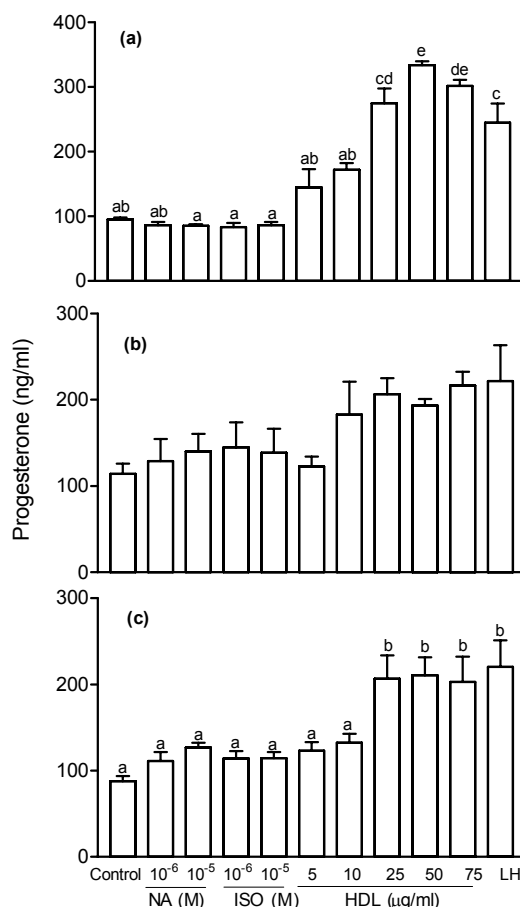 400
(a)
e
de
cd
c
300
ab
ab
200
ab
ab
a
a
a
100
0
Progesterone (ng/ml)
300
(b)
200
100
0
300
(c)
b
b
b
b
200
a
a
a
a
a
a
a
100
0
Control 10⁻⁶ 10⁻⁵ 10⁻⁶ 10⁻⁵ 5 10 25 50 75 LH
NA (M) ISO (M) HDL (µg/ml)